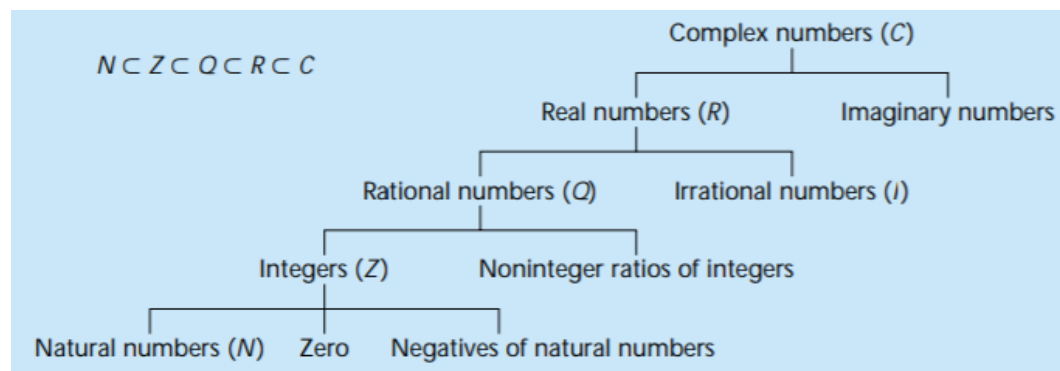 Complex numbers (C)
N ⊂ Z ⊂ Q ⊂ R ⊂ C
Real numbers (R) Imaginary numbers
Rational numbers (Q) Irrational numbers (I)
Integers (Z) Noninteger ratios of integers
Natural numbers (N) Zero Negatives of natural numbers